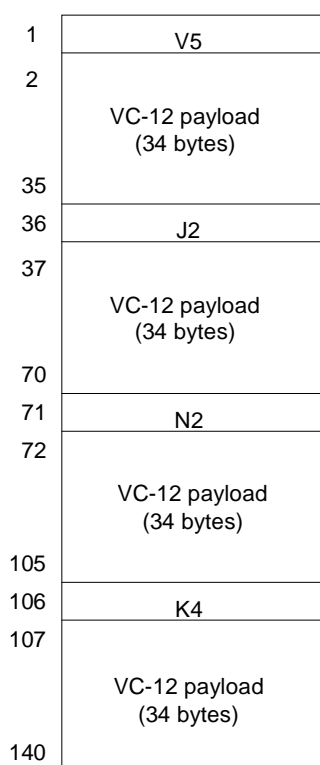 1
V5
2
VC-12 payload
(34 bytes)
35
36
J2
37
VC-12 payload
(34 bytes)
70
71
N2
72
VC-12 payload
(34 bytes)
105
106
K4
107
VC-12 payload
(34 bytes)
140